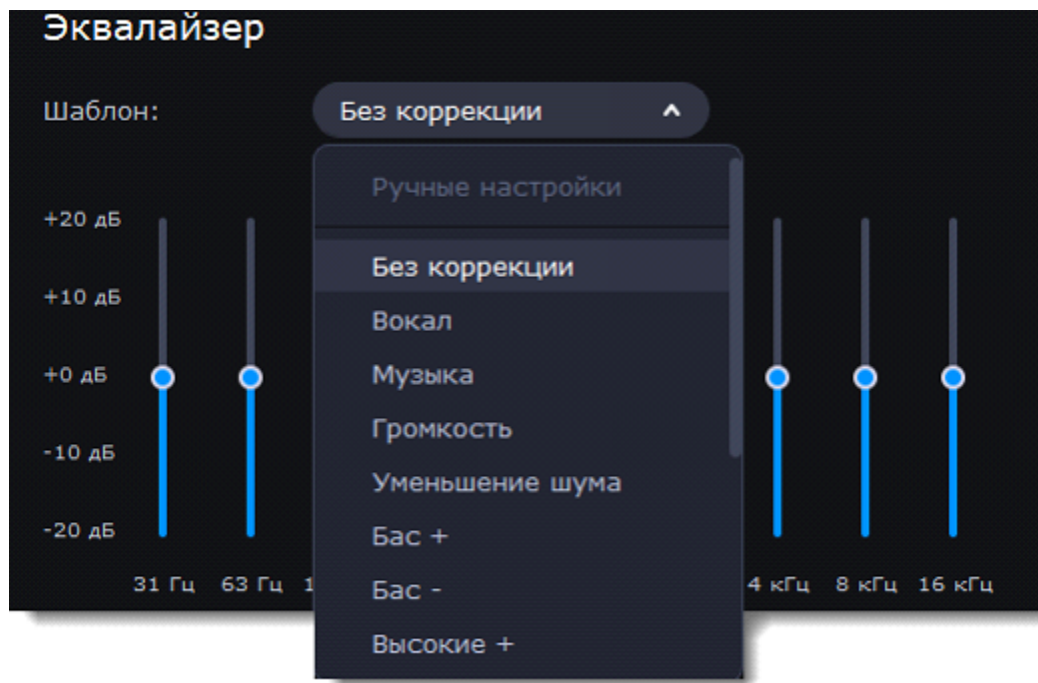 Эквалайзер
Шаблон:
Без коррекции
Ручные настройки
Без коррекции
Вокал
Музыка
Громкость
Уменьшение шума
Бас +
Бас -
Высокие +
+20 дБ
+10 дБ
+0 дБ
-10 дБ
-20 дБ
31 Гц 63 Гц 4 кГц 8 кГц 16 кГц